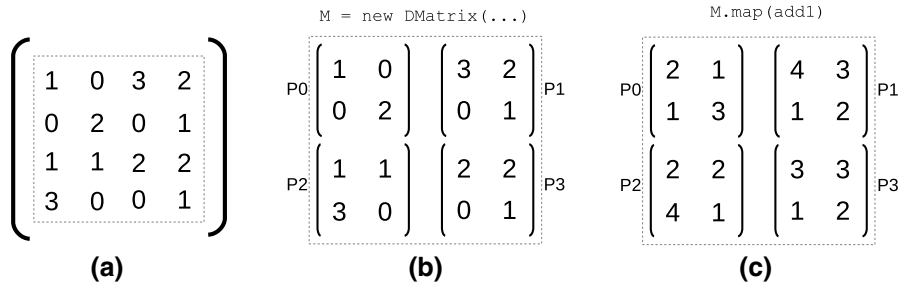 M = new DMatrix(...)
M.map(add1)
1 0 3 2
0 2 0 1
1 1 2 2
3 0 0 1
P0 1 0 3 2 P1
0 2 0 1
P2 1 1 2 2 P3
3 0 0 1
P0 2 1 4 3 P1
1 3 1 2
P2 2 2 3 3 P3
4 1 1 2
(a)
(b)
(c)